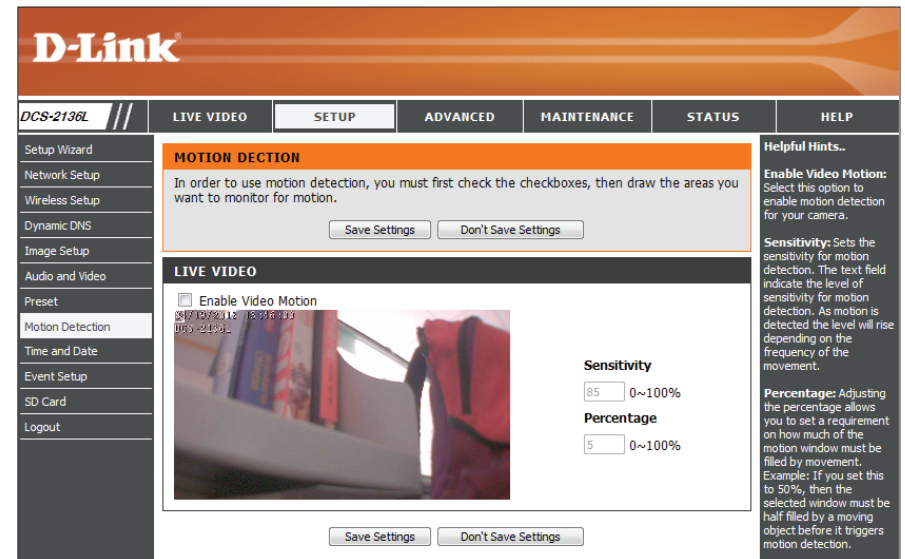 D-Link
DCS-2136L
LIVE VIDEO
SETUP
ADVANCED
MAINTENANCE
STATUS
HELP
Setup Wizard
Network Setup
Wireless Setup
Dynamic DNS
Image Setup
Audio and Video
Preset
Motion Detection
Time and Date
Event Setup
SD Card
Logout
MOTION DECTION
In order to use motion detection, you must first check the checkboxes, then draw the areas you
want to monitor for motion.
Save Settings
Don't Save Settings
LIVE VIDEO
Enable Video Motion
DCS-2136L
Sensitivity
85 0~100%
Percentage
5 0~100%
Save Settings
Don't Save Settings
Helpful Hints..
Enable Video Motion:
Select this option to
enable motion detection
for your camera.
Sensitivity: Sets the
sensitivity for motion
detection. The text field
indicate the level of
sensitivity for motion
detection. As motion is
detected the level will rise
depending on the
frequency of the
movement.
Percentage: Adjusting
the percentage allows
you to set a requirement
on how much of the
motion window must be
filled by movement.
Example: If you set this
to 50%, then the
selected window must be
half filled by a moving
object before it triggers
motion detection.